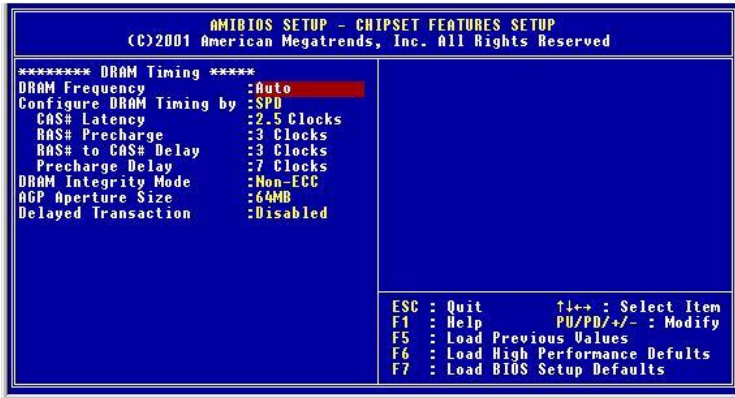 AMIBIOS SETUP - CHIPSET FEATURES SETUP
(C)2001 American Megatrends, Inc. All Rights Reserved
******** DRAM Timing *****
DRAM Frequency :Auto
Configure DRAM Timing by :SPD
CAS# Latency :2.5 Clocks
RAS# Precharge :3 Clocks
RAS# to CAS# Delay :3 Clocks
Precharge Delay :7 Clocks
DRAM Integrity Mode :Non-ECC
AGP Aperture Size :64MB
Delayed Transaction :Disabled
ESC : Quit ↑↓←→ : Select Item
F1 : Help PU/PD/+/- : Modify
F5 : Load Previous Values
F6 : Load High Performance Defults
F7 : Load BIOS Setup Defaults